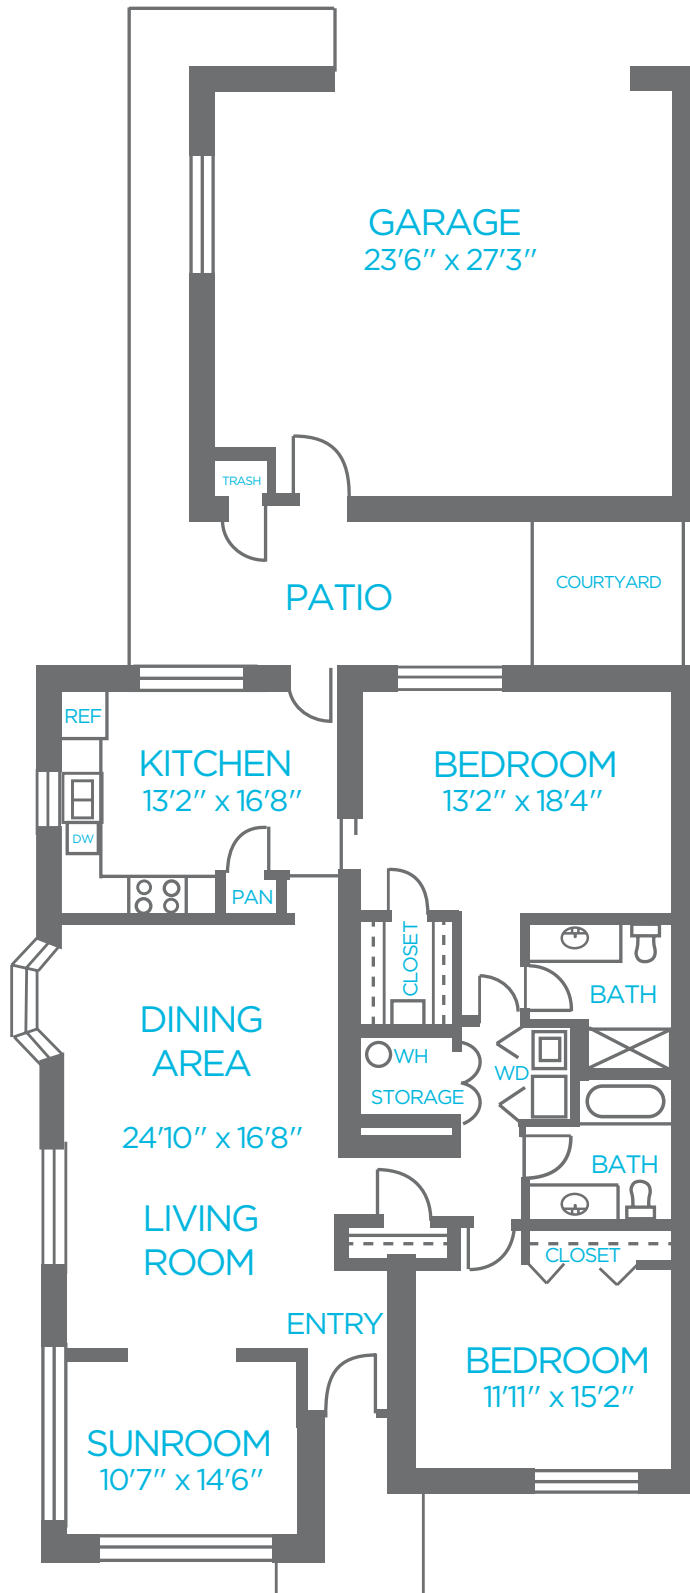 GARAGE
23'6" x 27'3"
TRASH
PATIO
COURTYARD
REF
KITCHEN
13'2" x 16'8"
DW
PAN
BEDROOM
13'2" x 18'4"
CLOSET
BATH
DINING
AREA
24'10" x 16'8"
LIVING
ROOM
WH
STORAGE
WD
BATH
CLOSET
ENTRY
BEDROOM
11'11" x 15'2"
SUNROOM
10'7" x 14'6"